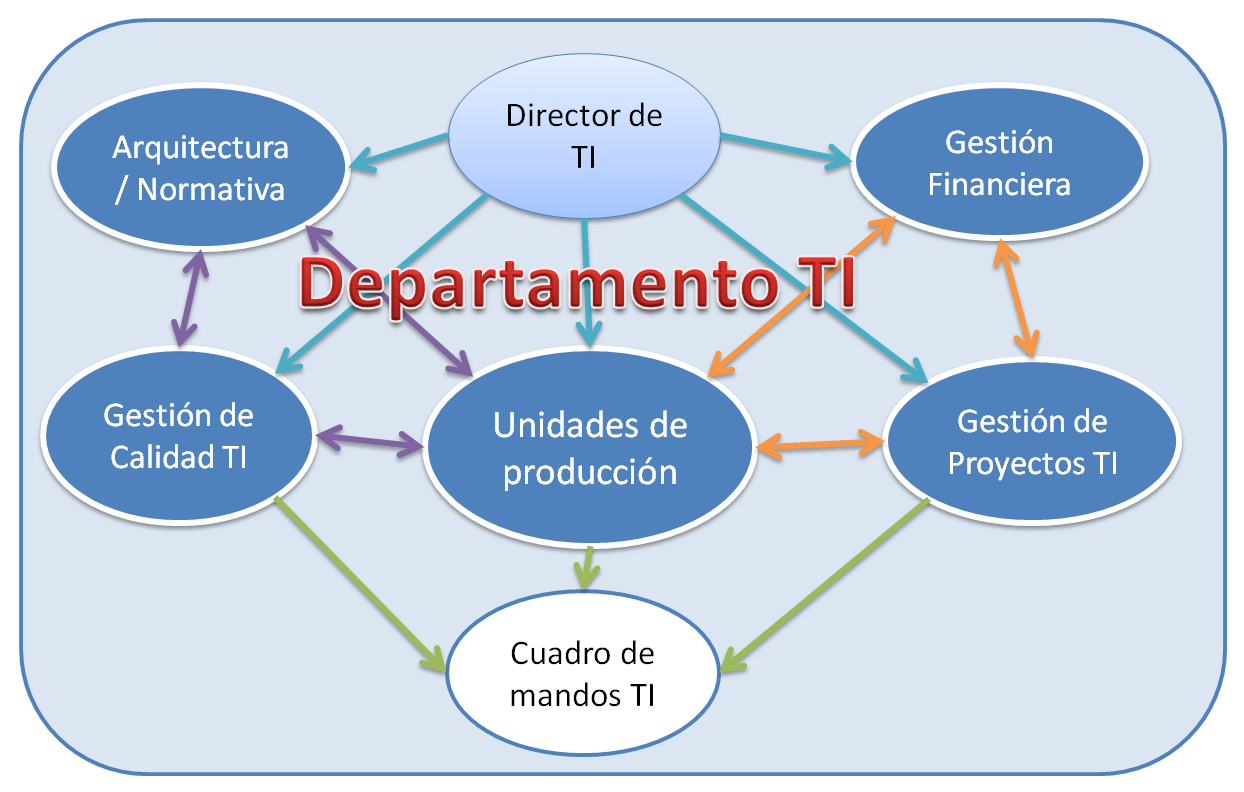 Director de
TI
Arquitectura
/ Normativa
Gestión
Financiera
Departamento TI
Gestión de
Calidad TI
Unidades de
producción
Gestión de
Proyectos TI
Cuadro de
mandos TI